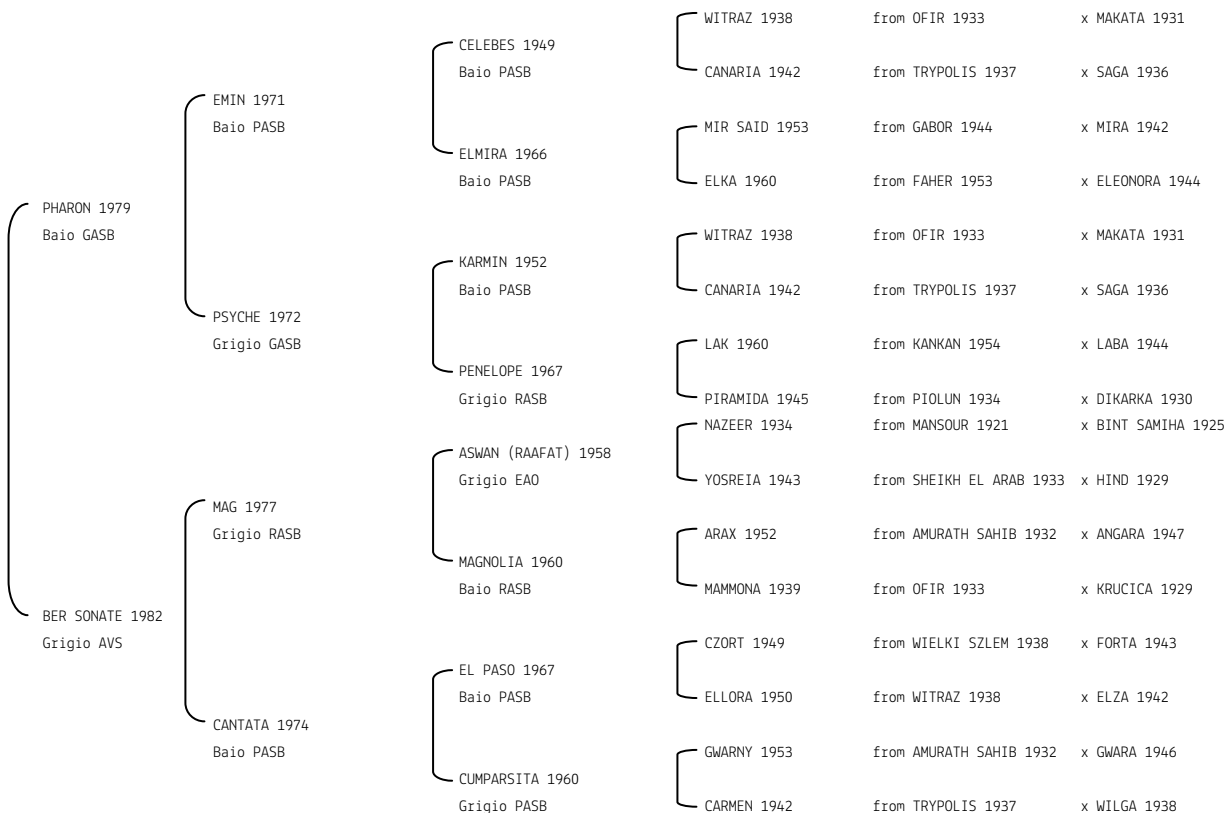 WITRAZ 1938 from OFIR 1933 x MAKATA 1931
CELEBES 1949
Baio PASB
CANARIA 1942 from TRYPOLIS 1937 x SAGA 1936
EMIN 1971
Baio PASB
MIR SAID 1953 from GABOR 1944 x MIRA 1942
ELMIRA 1966
Baio PASB
ELKA 1960 from FAHER 1953 x ELEONORA 1944
PHARON 1979
Baio GASB
WITRAZ 1938 from OFIR 1933 x MAKATA 1931
KARMIN 1952
Baio PASB
CANARIA 1942 from TRYPOLIS 1937 x SAGA 1936
PSYCHE 1972
Grigio GASB
LAK 1960 from KANKAN 1954 x LABA 1944
PENELOPE 1967
Grigio RASB
PIRAMIDA 1945 from PIOLUN 1934 x DIKARKA 1930
NAZEER 1934 from MANSOUR 1921 x BINT SAMIHA 1925
ASWAN (RAAFAT) 1958
Grigio EAO
YOSREIA 1943 from SHEIKH EL ARAB 1933 x HIND 1929
MAG 1977
Grigio RASB
ARAX 1952 from AMURATH SAHIB 1932 x ANGARA 1947
MAGNOLIA 1960
Baio RASB
MAMMONA 1939 from OFIR 1933 x KRUCICA 1929
BER SONATE 1982
Grigio AVS
CZORT 1949 from WIELKI SZLEM 1938 x FORTA 1943
EL PASO 1967
Baio PASB
ELLORA 1950 from WITRAZ 1938 x ELZA 1942
CANTATA 1974
Baio PASB
GWARNY 1953 from AMURATH SAHIB 1932 x GWARA 1946
CUMPARSITA 1960
Grigio PASB
CARMEN 1942 from TRYPOLIS 1937 x WILGA 1938